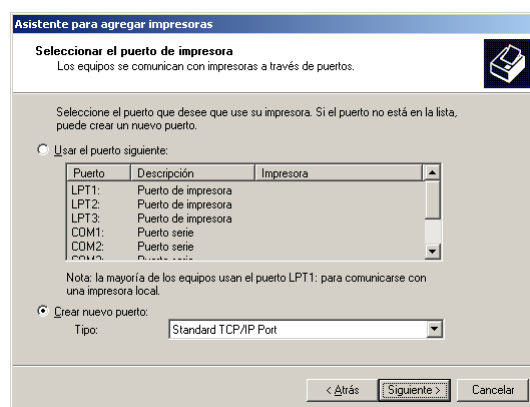 Asistente para agregar impresoras
Seleccionar el puerto de impresora
Los equipos se comunican con impresoras a través de puertos.
Seleccione el puerto que desee que use su impresora. Si el puerto no está en la lista,
puede crear un nuevo puerto.
Usar el puerto siguiente:
Puerto Descripción Impresora
LPT1: Puerto de impresora
LPT2: Puerto de impresora
LPT3: Puerto de impresora
COM1: Puerto serie
COM2: Puerto serie
COM3: Puerto serie
Nota: la mayoría de los equipos usan el puerto LPT1: para comunicarse con
una impresora local.
Crear nuevo puerto:
Tipo: Standard TCP/IP Port
< Atrás Siguiente > Cancelar